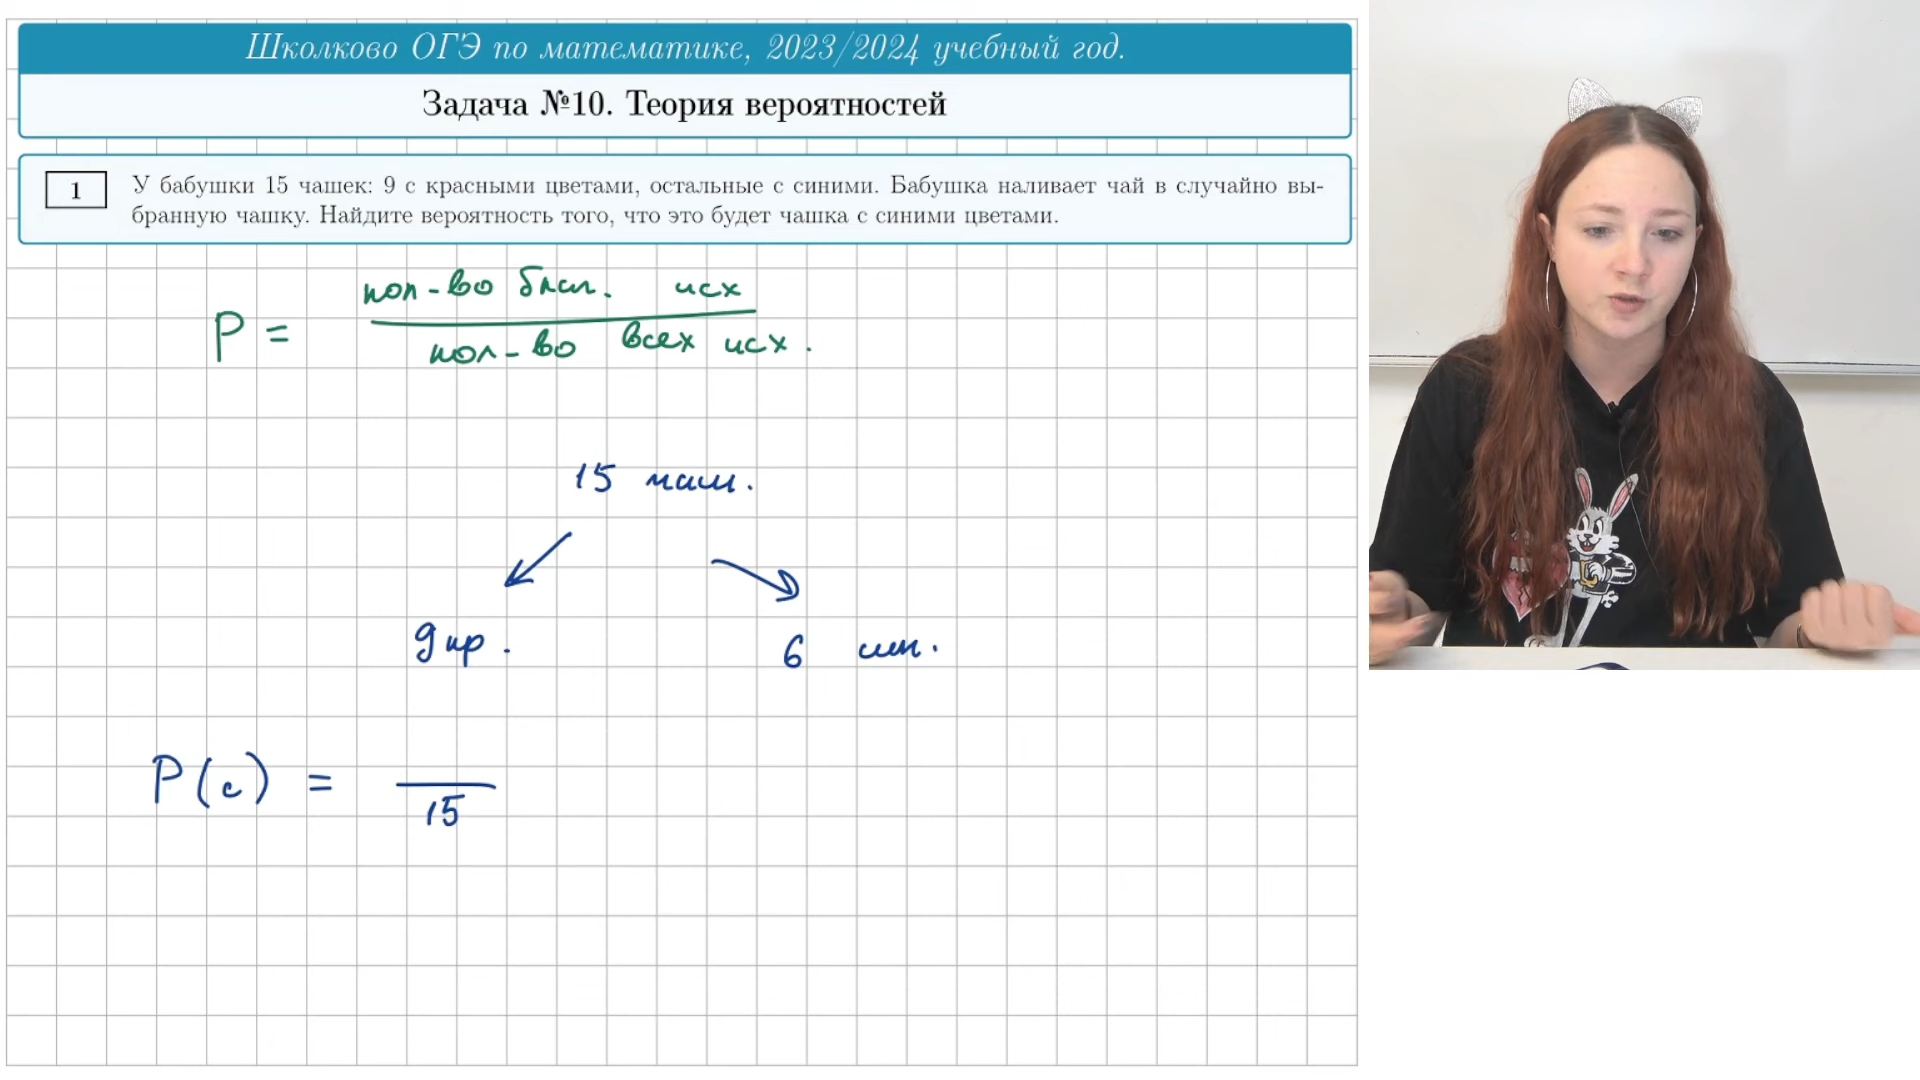 Школково ОГЭ по математике, 2023/2024 учебный год.
Задача №10. Теория вероятностей
1 У бабушки 15 чашек: 9 с красными цветами, остальные с синими. Бабушка наливает чай в случайно вы-
бранную чашку. Найдите вероятность того, что это будет чашка с синими цветами.
кол-во благ. исх
P =
кол-во всех исх.
15 чаш.
9 кр.
6 син.
P(c) =
15